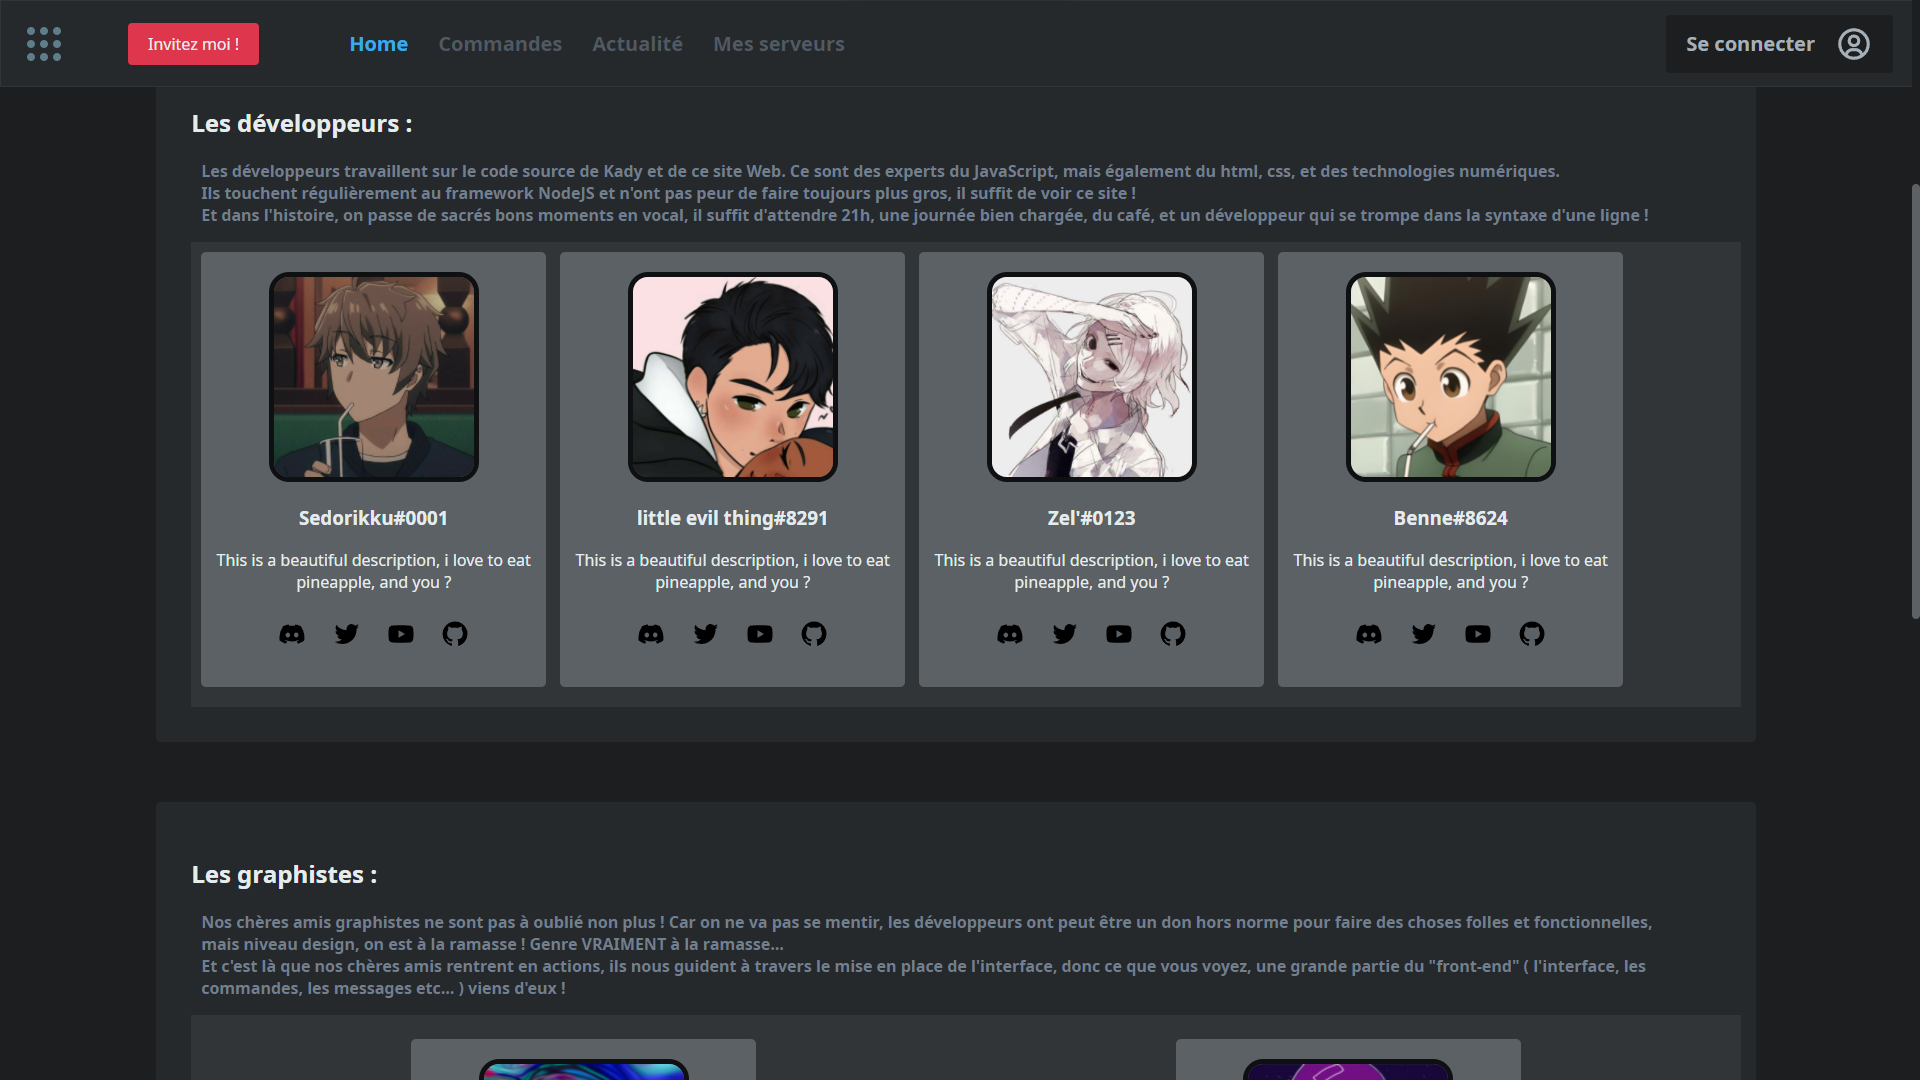 Invitez moi !
Home
Commandes
Actualité
Mes serveurs
Se connecter
Les développeurs :
Les développeurs travaillent sur le code source de Kady et de ce site Web. Ce sont des experts du JavaScript, mais également du html, css, et des technologies numériques.
Ils touchent régulièrement au framework NodeJS et n'ont pas peur de faire toujours plus gros, il suffit de voir ce site !
Et dans l'histoire, on passe de sacrés bons moments en vocal, il suffit d'attendre 21h, une journée bien chargée, du café, et un développeur qui se trompe dans la syntaxe d'une ligne !
Sedorikku#0001
This is a beautiful description, i love to eat
pineapple, and you ?
little evil thing#8291
This is a beautiful description, i love to eat
pineapple, and you ?
Zel'#0123
This is a beautiful description, i love to eat
pineapple, and you ?
Benne#8624
This is a beautiful description, i love to eat
pineapple, and you ?
Les graphistes :
Nos chères amis graphistes ne sont pas à oublié non plus ! Car on ne va pas se mentir, les développeurs ont peut être un don hors norme pour faire des choses folles et fonctionnelles,
mais niveau design, on est à la ramasse ! Genre VRAIMENT à la ramasse...
Et c'est là que nos chères amis rentrent en actions, ils nous guident à travers le mise en place de l'interface, donc ce que vous voyez, une grande partie du "front-end" ( l'interface, les
commandes, les messages etc... ) viens d'eux !